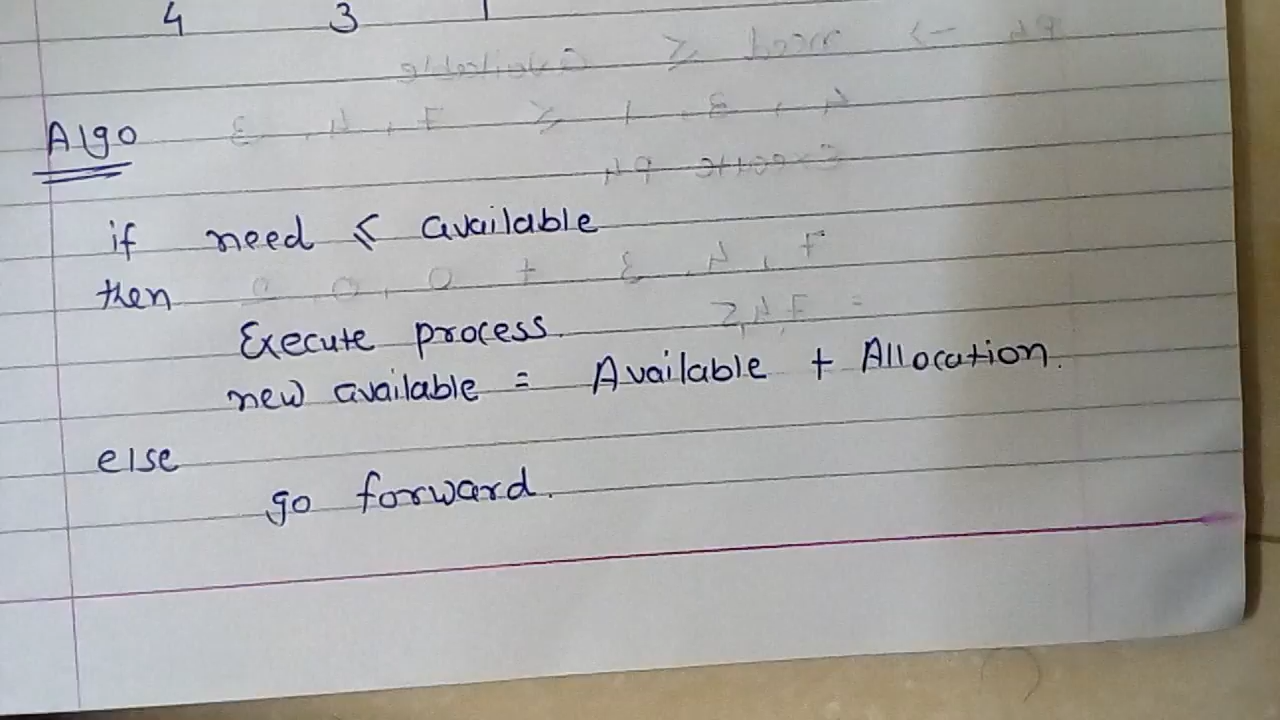 4 3
Algo
if need ≤ available
then
Execute process.
new available = Available + Allocation.
else
go forward.